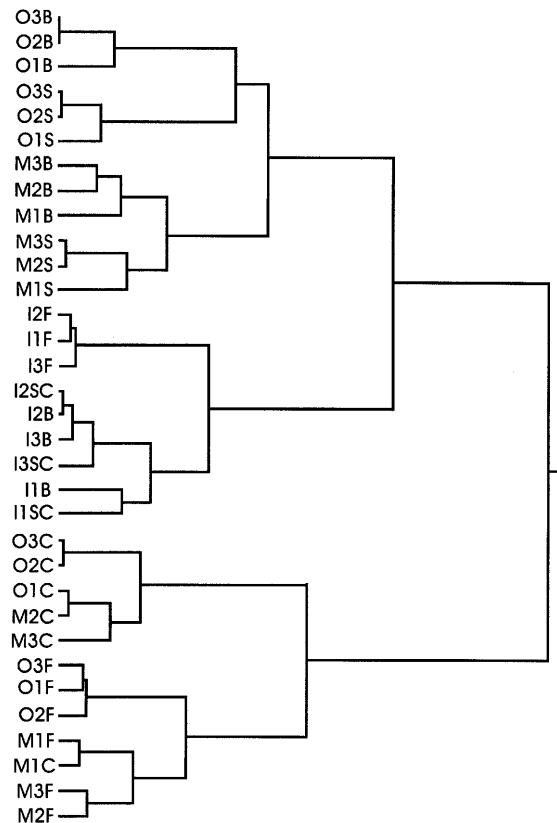 O3B
O2B
O1B
O3S
O2S
O1S
M3B
M2B
M1B
M3S
M2S
M1S
I2F
I1F
I3F
I2SC
I2B
I3B
I3SC
I1B
I1SC
O3C
O2C
O1C
M2C
M3C
O3F
O1F
O2F
M1F
M1C
M3F
M2F